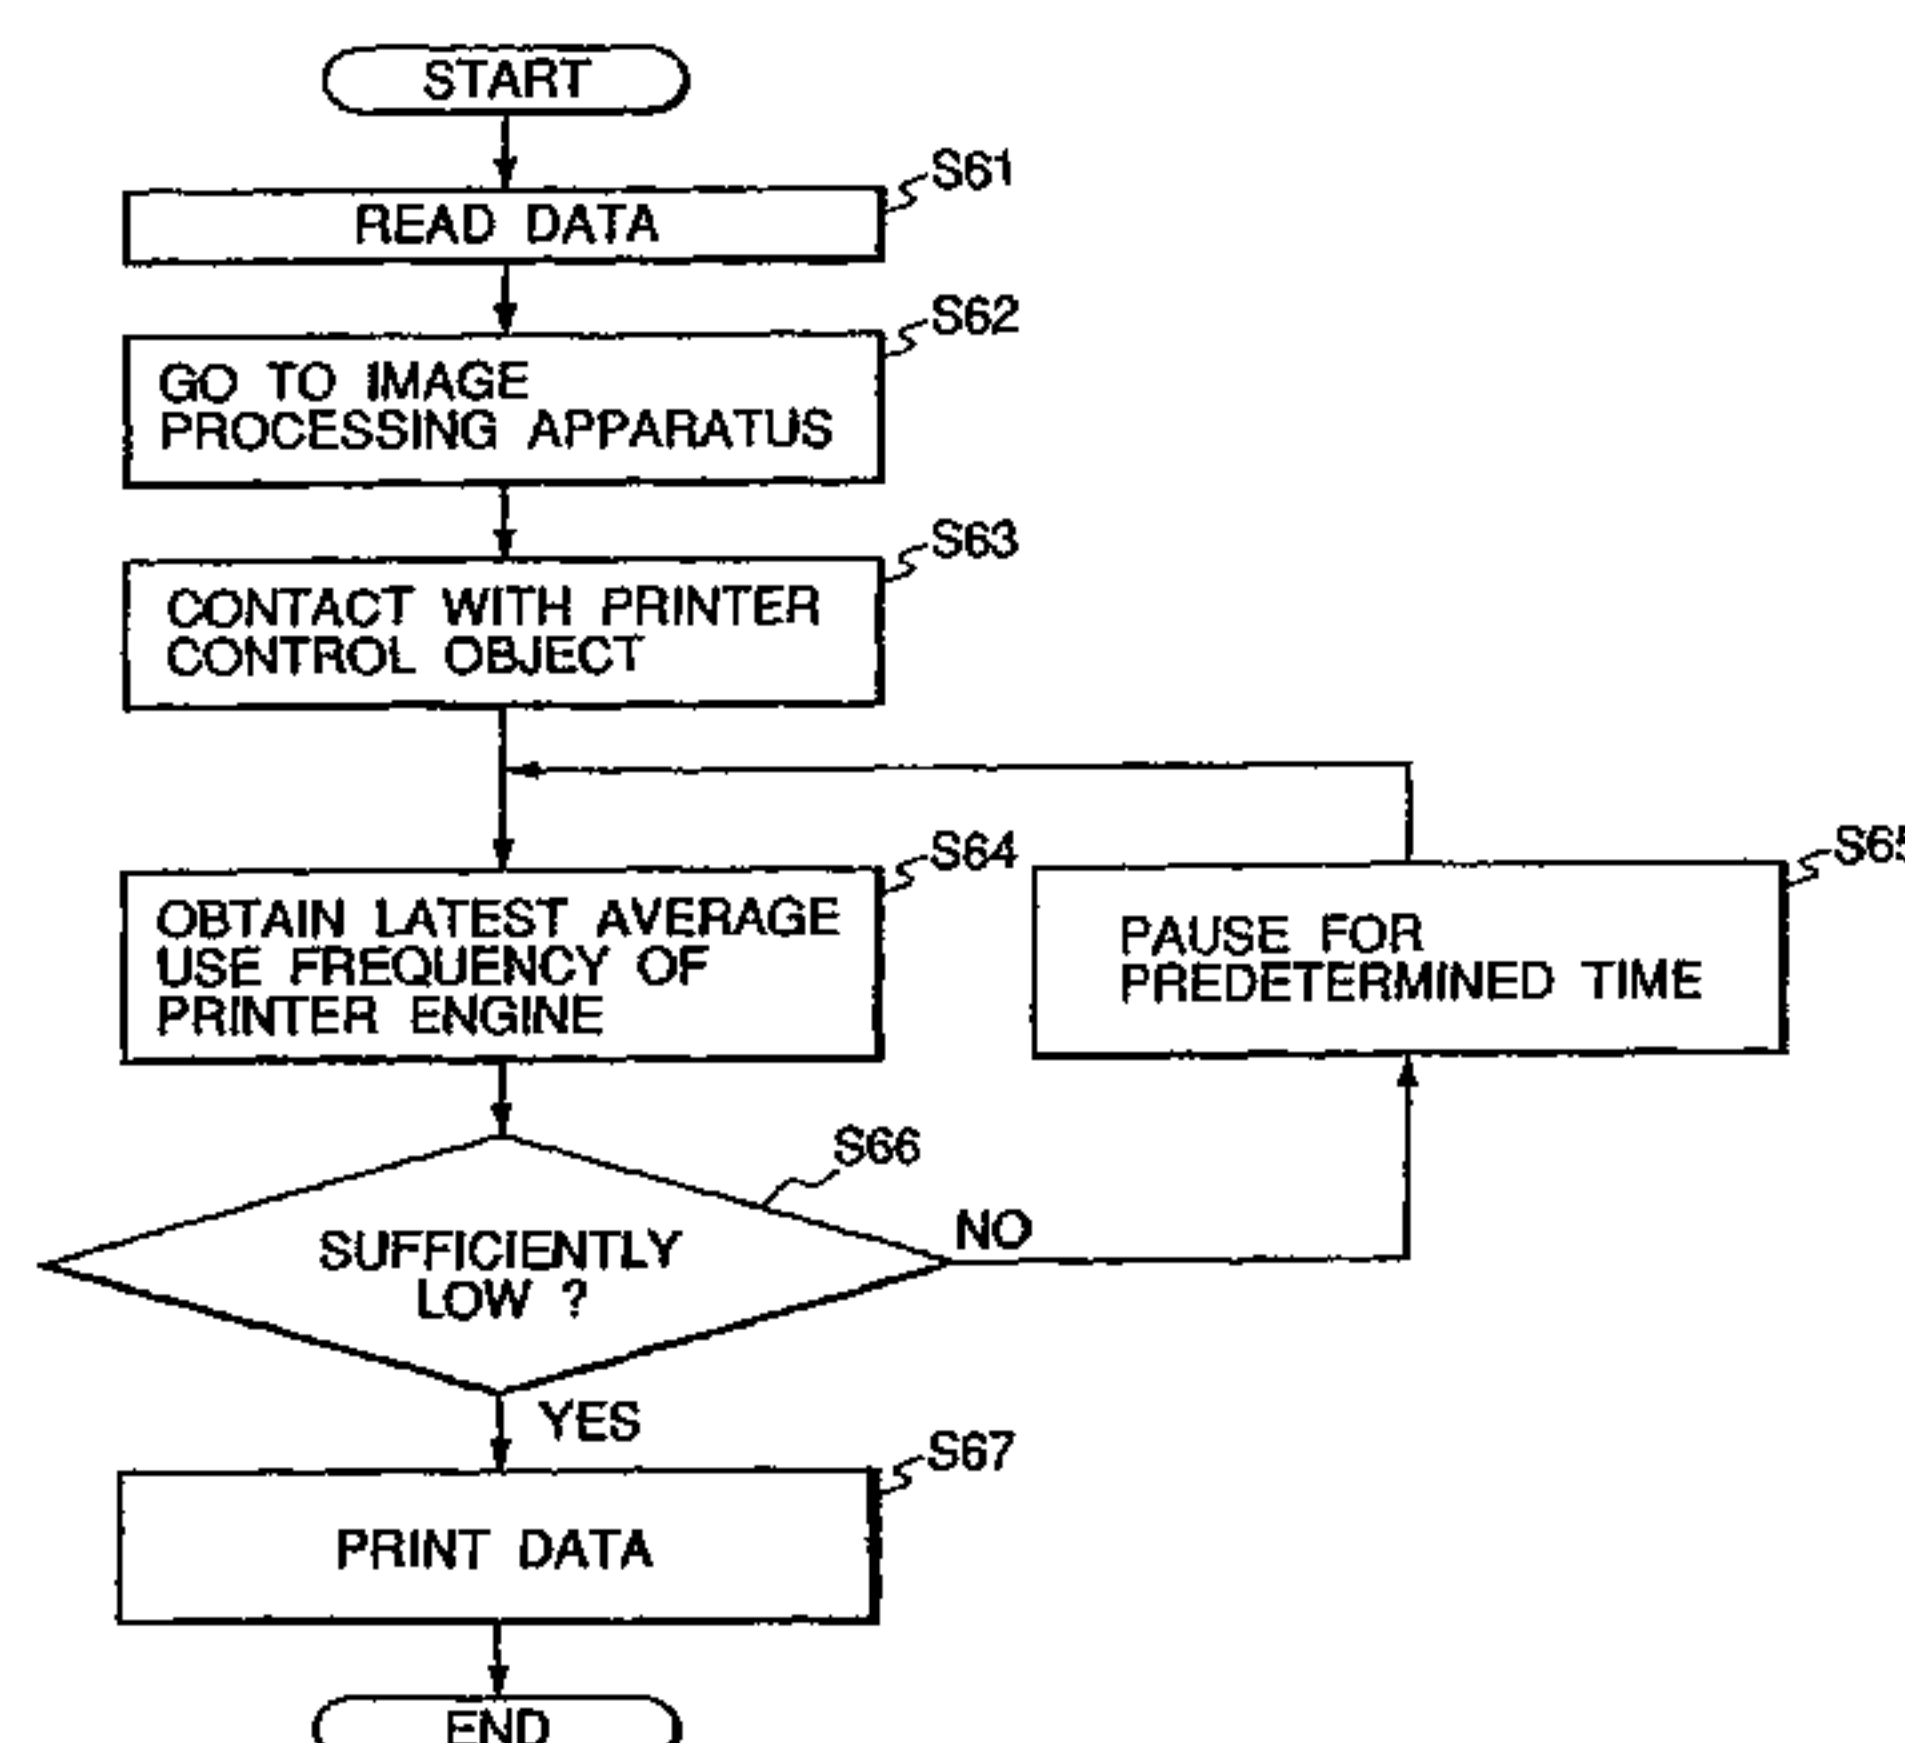 START
S61
READ DATA
S62
GO TO IMAGE
PROCESSING APPARATUS
S63
CONTACT WITH PRINTER
CONTROL OBJECT
S64
OBTAIN LATEST AVERAGE
USE FREQUENCY OF
PRINTER ENGINE
S65
PAUSE FOR
PREDETERMINED TIME
S66
SUFFICIENTLY
LOW ?
NO
YES
S67
PRINT DATA
END